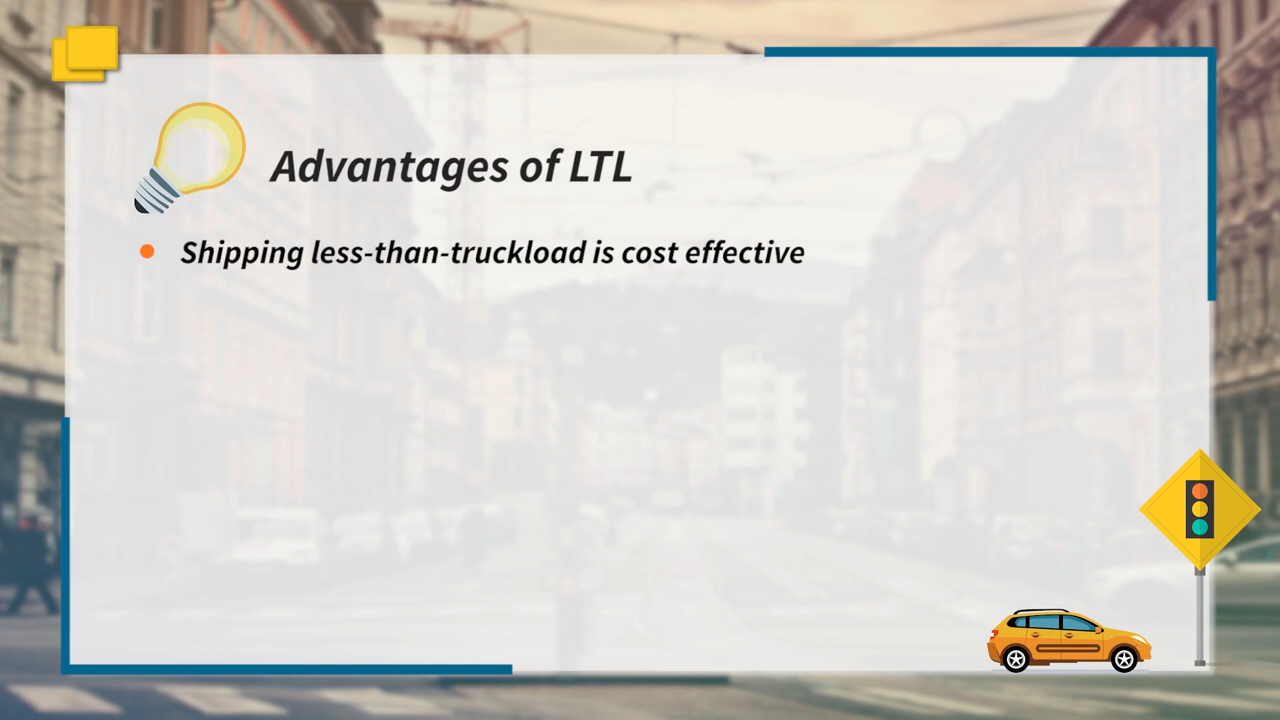 Advantages of LTL
Shipping less-than-truckload is cost effective